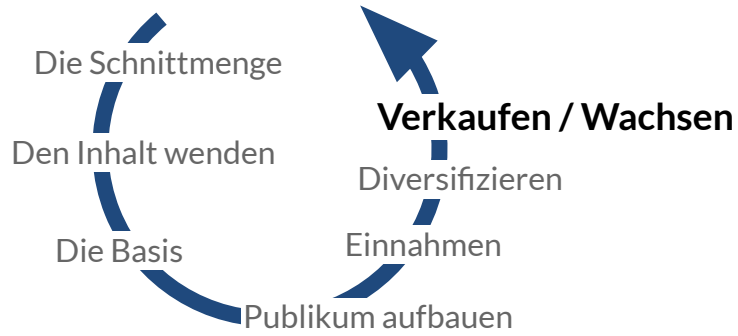 Die Schnittmenge
Den Inhalt wenden
Die Basis
Publikum aufbauen
Einnahmen
Diversifizieren
Verkaufen / Wachsen